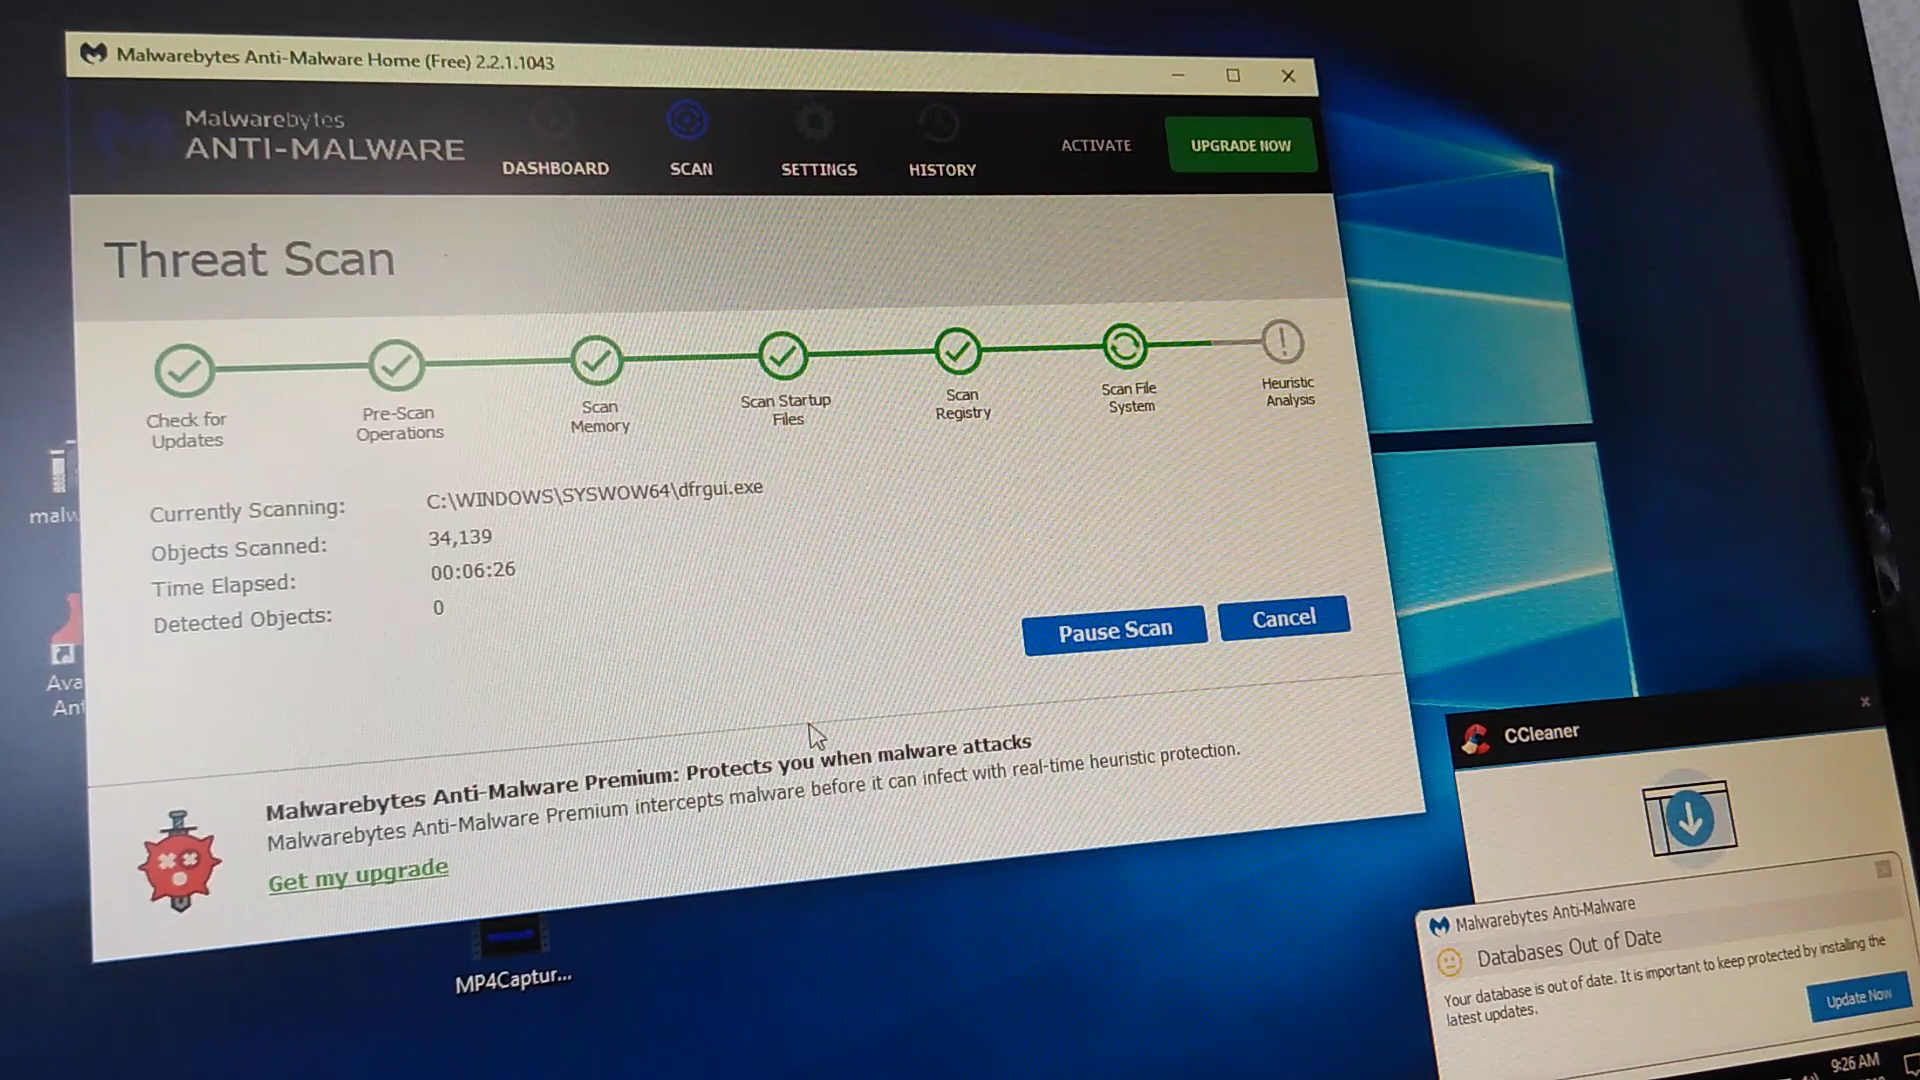 Malwarebytes Anti-Malware Home (Free) 2.2.1.1043
Malwarebytes
ANTI-MALWARE
DASHBOARD
SCAN
SETTINGS
HISTORY
ACTIVATE
UPGRADE NOW
Threat Scan
Check for
Updates
Pre-Scan
Operations
Scan
Memory
Scan Startup
Files
Scan
Registry
Scan File
System
Heuristic
Analysis
Currently Scanning: C:\WINDOWS\SYSWOW64\dfrgui.exe
Objects Scanned: 34,139
Time Elapsed: 00:06:26
Detected Objects: 0
Pause Scan
Cancel
Malwarebytes Anti-Malware Premium: Protects you when malware attacks
Malwarebytes Anti-Malware Premium intercepts malware before it can infect with real-time heuristic protection.
Get my upgrade
malw
Ava
Ant
MP4Captur...
CCleaner
Malwarebytes Anti-Malware
Databases Out of Date
Your database is out of date. It is important to keep protected by installing the
latest updates.
Update Now
9:26 AM